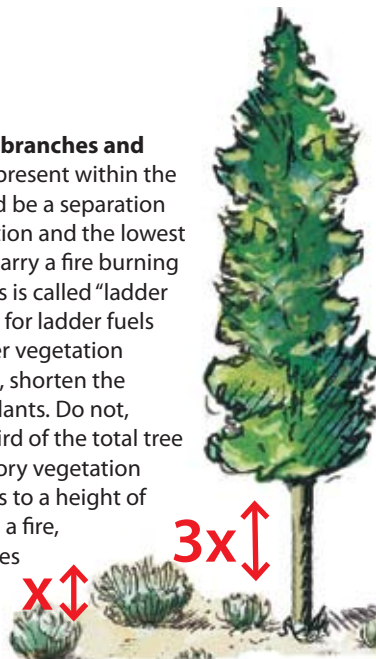 branches and
present within the
be a separation
tion and the lowest
arry a fire burning
s is called “ladder
for ladder fuels
er vegetation
, shorten the
lants. Do not,
ird of the total tree
ory vegetation
s to a height of
a fire,
es
3x
x